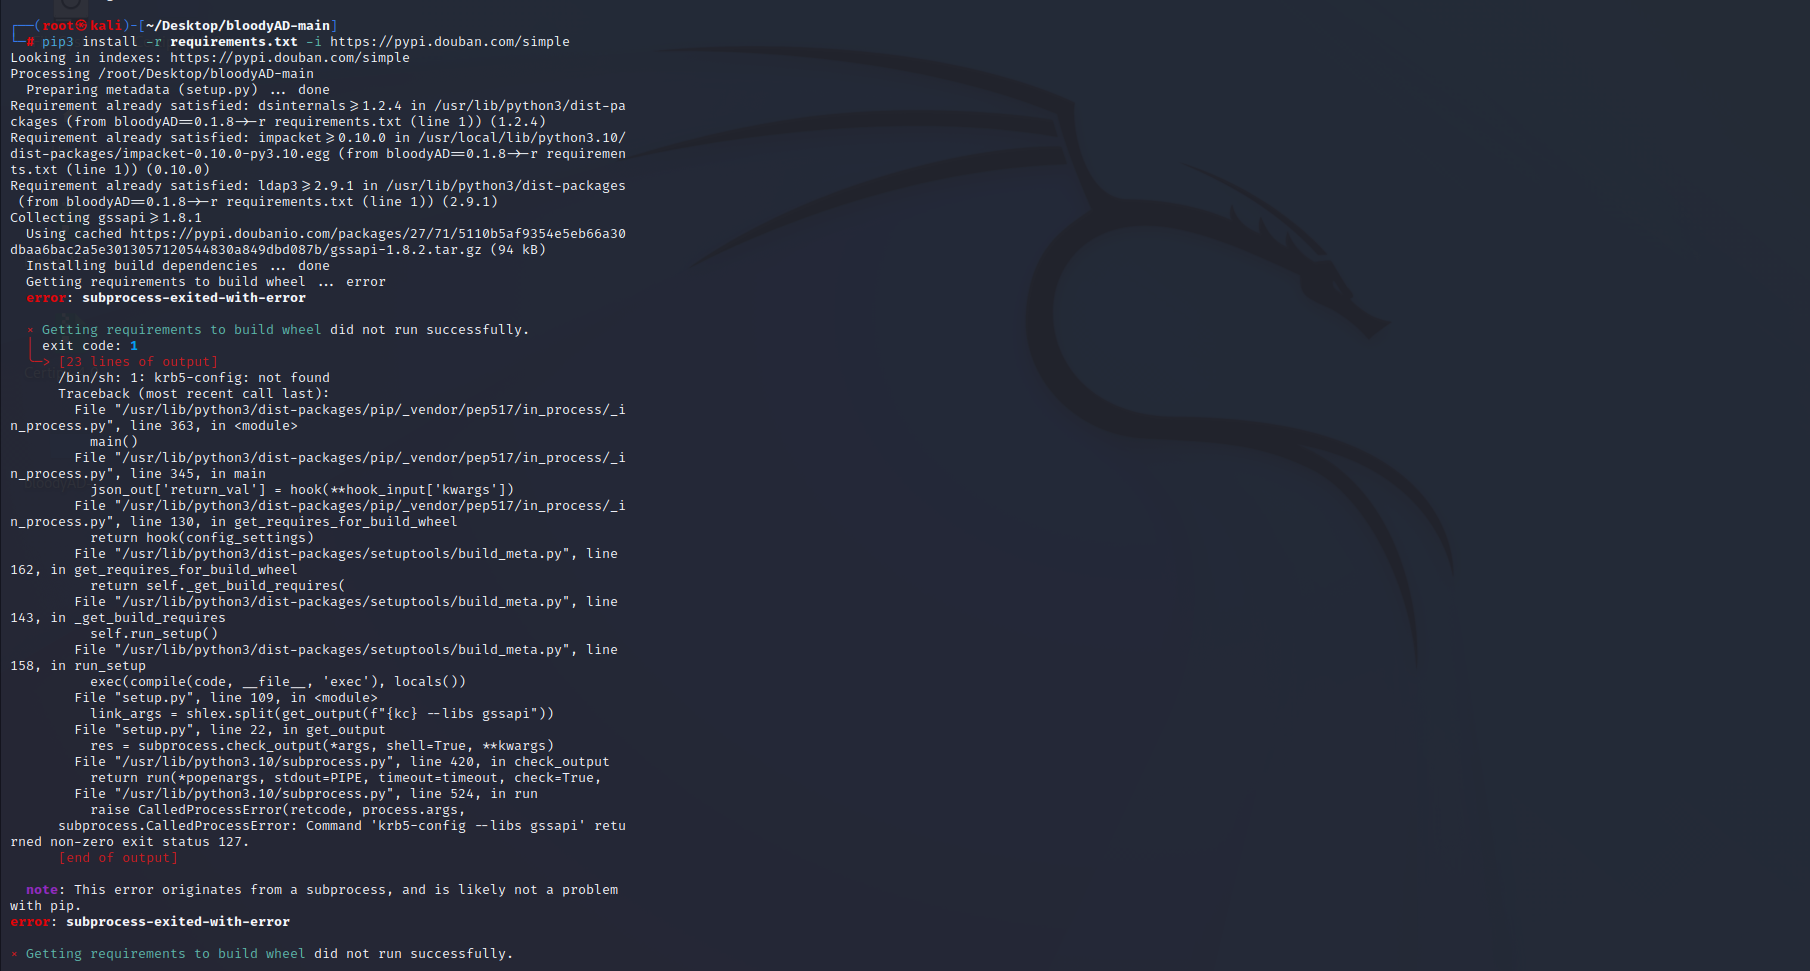 ┌──(root㉿kali)-[~/Desktop/bloodyAD-main]
└─# pip3 install -r requirements.txt -i https://pypi.douban.com/simple
Looking in indexes: https://pypi.douban.com/simple
Processing /root/Desktop/bloodyAD-main
  Preparing metadata (setup.py) ... done
Requirement already satisfied: dsinternals>=1.2.4 in /usr/lib/python3/dist-pa
ckages (from bloodyAD==0.1.8->-r requirements.txt (line 1)) (1.2.4)
Requirement already satisfied: impacket>=0.10.0 in /usr/local/lib/python3.10/
dist-packages/impacket-0.10.0-py3.10.egg (from bloodyAD==0.1.8->-r requiremen
ts.txt (line 1)) (0.10.0)
Requirement already satisfied: ldap3>=2.9.1 in /usr/lib/python3/dist-packages
 (from bloodyAD==0.1.8->-r requirements.txt (line 1)) (2.9.1)
Collecting gssapi>=1.8.1
  Using cached https://pypi.doubanio.com/packages/27/71/5110b5af9354e5eb66a30
dbaa6bac2a5e3013057120544830a849dbd087b/gssapi-1.8.2.tar.gz (94 kB)
  Installing build dependencies ... done
  Getting requirements to build wheel ... error
  error: subprocess-exited-with-error

  × Getting requirements to build wheel did not run successfully.
  │ exit code: 1
  ╰─> [23 lines of output]
      /bin/sh: 1: krb5-config: not found
      Traceback (most recent call last):
        File "/usr/lib/python3/dist-packages/pip/_vendor/pep517/in_process/_i
n_process.py", line 363, in <module>
          main()
        File "/usr/lib/python3/dist-packages/pip/_vendor/pep517/in_process/_i
n_process.py", line 345, in main
          json_out['return_val'] = hook(**hook_input['kwargs'])
        File "/usr/lib/python3/dist-packages/pip/_vendor/pep517/in_process/_i
n_process.py", line 130, in get_requires_for_build_wheel
          return hook(config_settings)
        File "/usr/lib/python3/dist-packages/setuptools/build_meta.py", line
162, in get_requires_for_build_wheel
          return self._get_build_requires(
        File "/usr/lib/python3/dist-packages/setuptools/build_meta.py", line
143, in _get_build_requires
          self.run_setup()
        File "/usr/lib/python3/dist-packages/setuptools/build_meta.py", line
158, in run_setup
          exec(compile(code, __file__, 'exec'), locals())
        File "setup.py", line 109, in <module>
          link_args = shlex.split(get_output(f"{kc} --libs gssapi"))
        File "setup.py", line 22, in get_output
          res = subprocess.check_output(*args, shell=True, **kwargs)
        File "/usr/lib/python3.10/subprocess.py", line 420, in check_output
          return run(*popenargs, stdout=PIPE, timeout=timeout, check=True,
        File "/usr/lib/python3.10/subprocess.py", line 524, in run
          raise CalledProcessError(retcode, process.args,
      subprocess.CalledProcessError: Command 'krb5-config --libs gssapi' retu
rned non-zero exit status 127.
      [end of output]

  note: This error originates from a subprocess, and is likely not a problem
with pip.
error: subprocess-exited-with-error

× Getting requirements to build wheel did not run successfully.